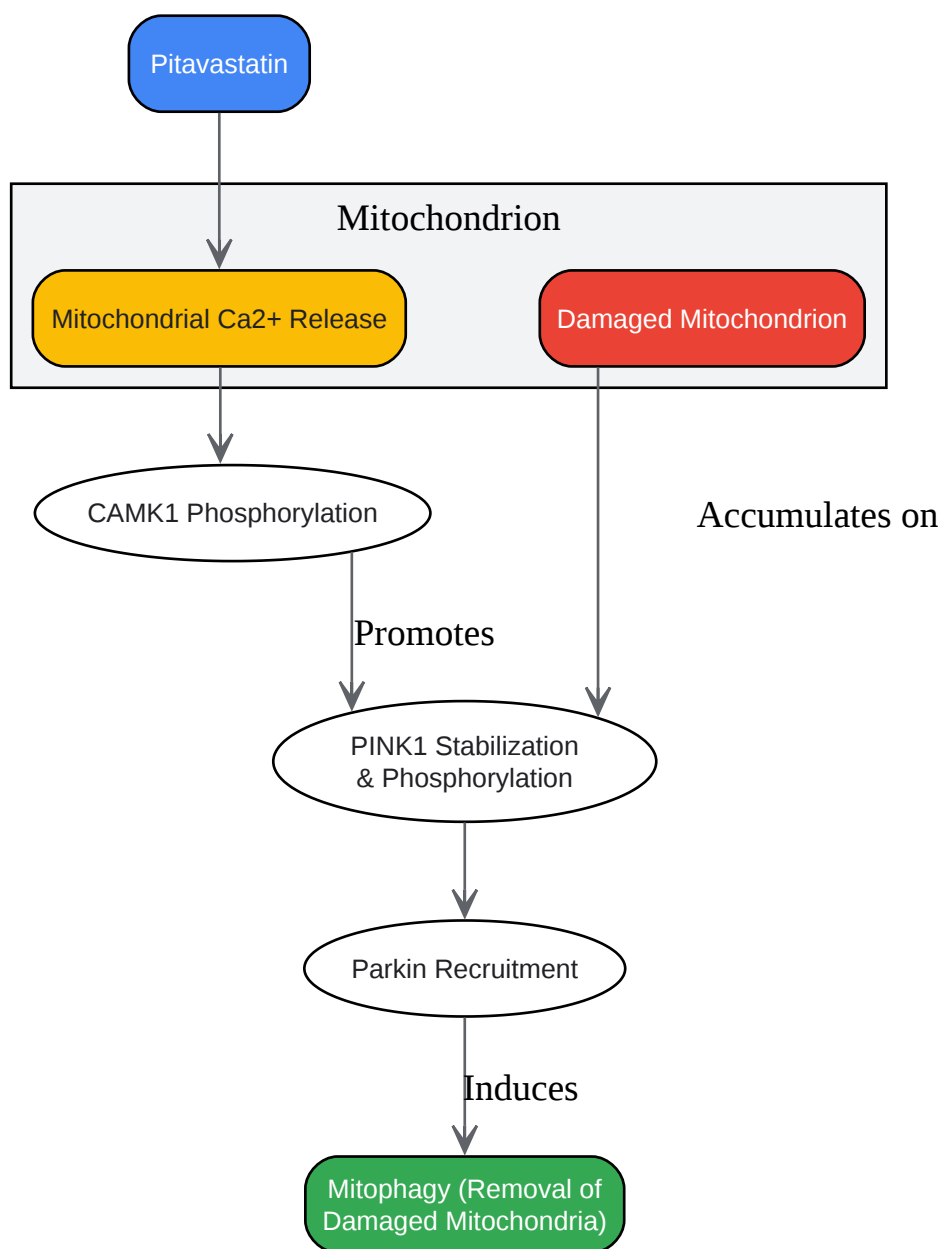 Pitavastatin
Mitochondrion
Mitochondrial Ca2+ Release
Damaged Mitochondrion
CAMK1 Phosphorylation
Accumulates on
Promotes
PINK1 Stabilization
& Phosphorylation
Parkin Recruitment
Induces
Mitophagy (Removal of
Damaged Mitochondria)